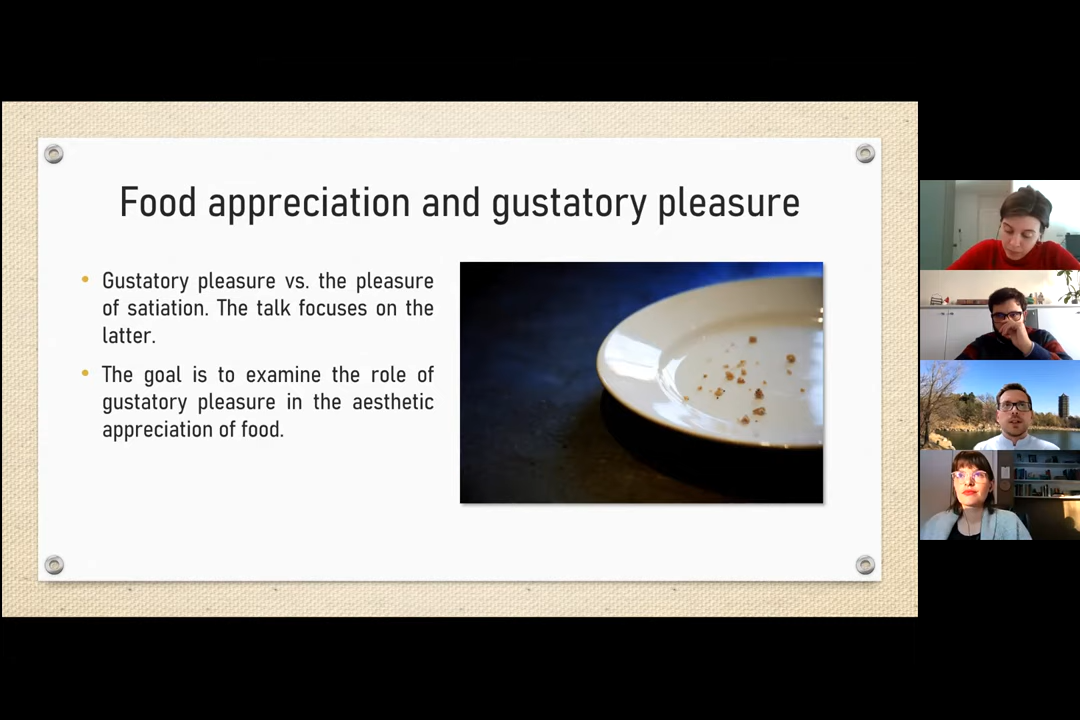 Food appreciation and gustatory pleasure
• Gustatory pleasure vs. the pleasure
of satiation. The talk focuses on the
latter.
• The goal is to examine the role of
gustatory pleasure in the aesthetic
appreciation of food.